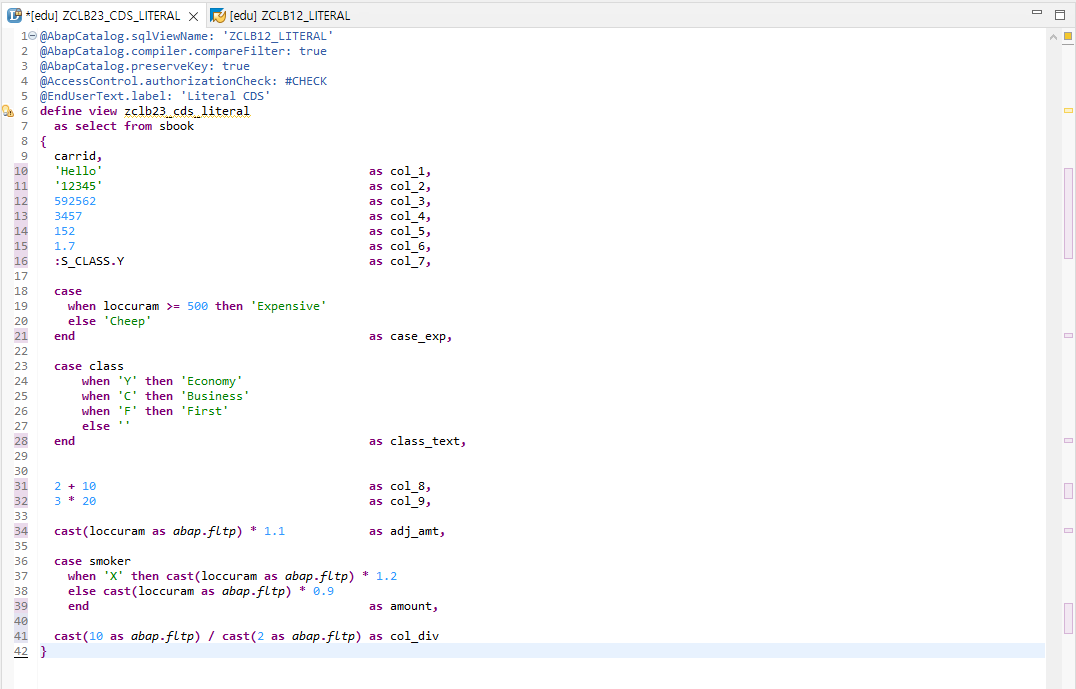 *[edu] ZCLB23_CDS_LITERAL [edu] ZCLB12_LITERAL
1 @AbapCatalog.sqlViewName: 'ZCLB12_LITERAL'
2 @AbapCatalog.compiler.compareFilter: true
3 @AbapCatalog.preserveKey: true
4 @AccessControl.authorizationCheck: #CHECK
5 @EndUserText.label: 'Literal CDS'
6 define view zclb23_cds_literal
7 as select from sbook
8 {
9 carrid,
10 'Hello' as col_1,
11 '12345' as col_2,
12 592562 as col_3,
13 3457 as col_4,
14 152 as col_5,
15 1.7 as col_6,
16 :S_CLASS.Y as col_7,
17
18 case
19 when loccuram >= 500 then 'Expensive'
20 else 'Cheep'
21 end as case_exp,
22
23 case class
24 when 'Y' then 'Economy'
25 when 'C' then 'Business'
26 when 'F' then 'First'
27 else ''
28 end as class_text,
29
30
31 2 + 10 as col_8,
32 3 * 20 as col_9,
33
34 cast(loccuram as abap.fltp) * 1.1 as adj_amt,
35
36 case smoker
37 when 'X' then cast(loccuram as abap.fltp) * 1.2
38 else cast(loccuram as abap.fltp) * 0.9
39 end as amount,
40
41 cast(10 as abap.fltp) / cast(2 as abap.fltp) as col_div
42 }